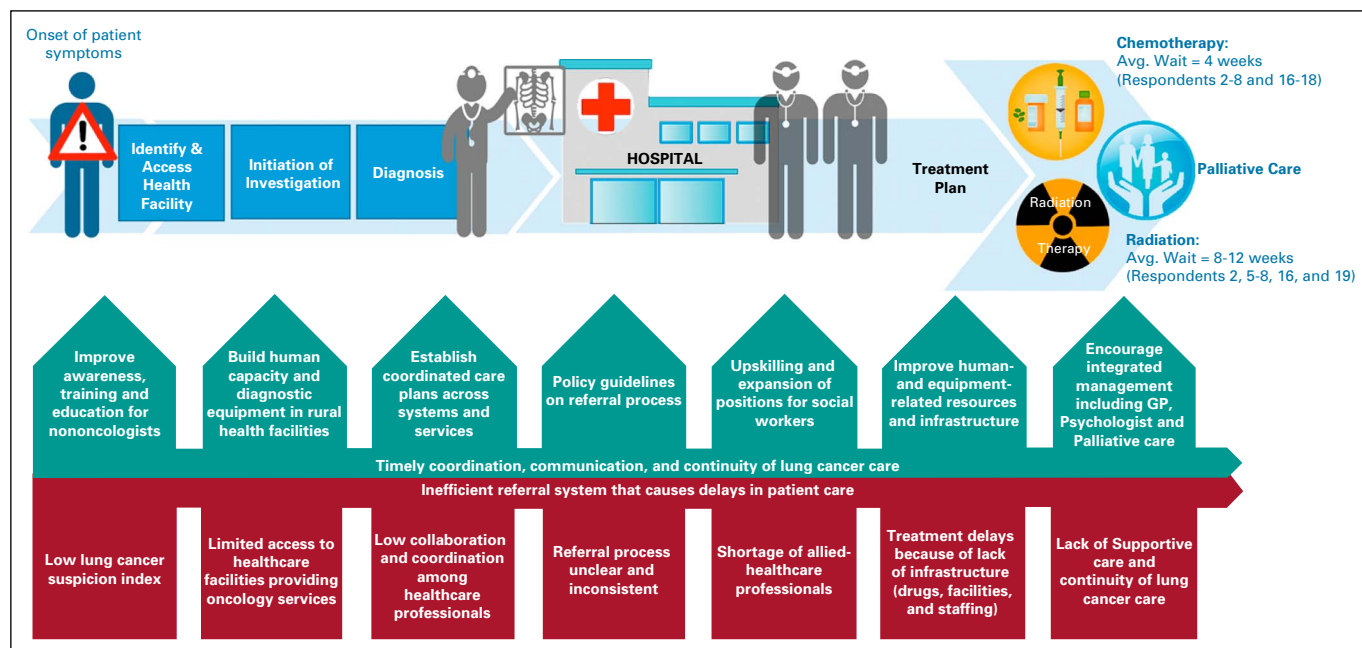 Onset of patient
symptoms
Identify &
Access
Health
Facility
Initiation of
Investigation
Diagnosis
HOSPITAL
Treatment
Plan
Chemotherapy:
Avg. Wait = 4 weeks
(Respondents 2-8 and 16-18)
Palliative Care
Radiation
Therapy
Radiation:
Avg. Wait = 8-12 weeks
(Respondents 2, 5-8, 16, and 19)
Improve
awareness,
training and
education for
nononcologists
Build human
capacity and
diagnostic
equipment in rural
health facilities
Establish
coordinated care
plans across
systems and
services
Policy guidelines
on referral process
Upskilling and
expansion of
positions for social
workers
Improve human-
and equipment-
related resources
and infrastructure
Encourage
integrated
management
including GP,
Psychologist and
Palliative care
Timely coordination, communication, and continuity of lung cancer care
Inefficient referral system that causes delays in patient care
Low lung cancer
suspicion index
Limited access to
healthcare
facilities providing
oncology services
Low collaboration
and coordination
among
healthcare
professionals
Referral process
unclear and
inconsistent
Shortage of allied-
healthcare
professionals
Treatment delays
because of lack
of infrastructure
(drugs, facilities,
and staffing)
Lack of Supportive
care and
continuity of lung
cancer care